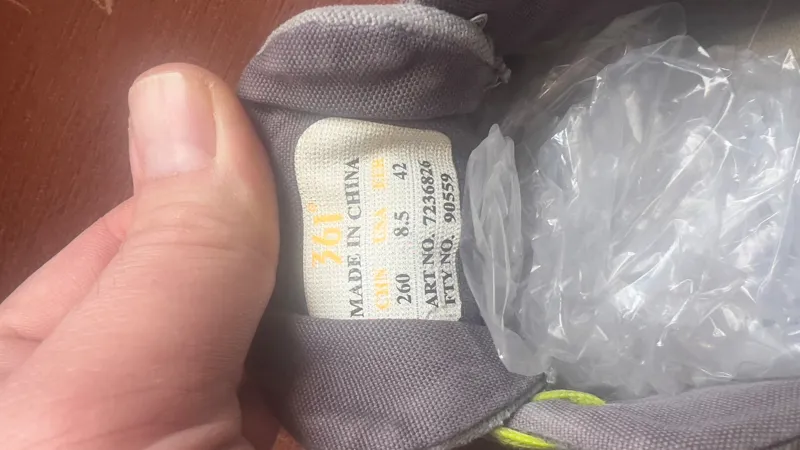 361°
MADE IN CHINA
CHN USA EUR
260 8.5 42
ART NO. 7236826
FTY NO. 90559